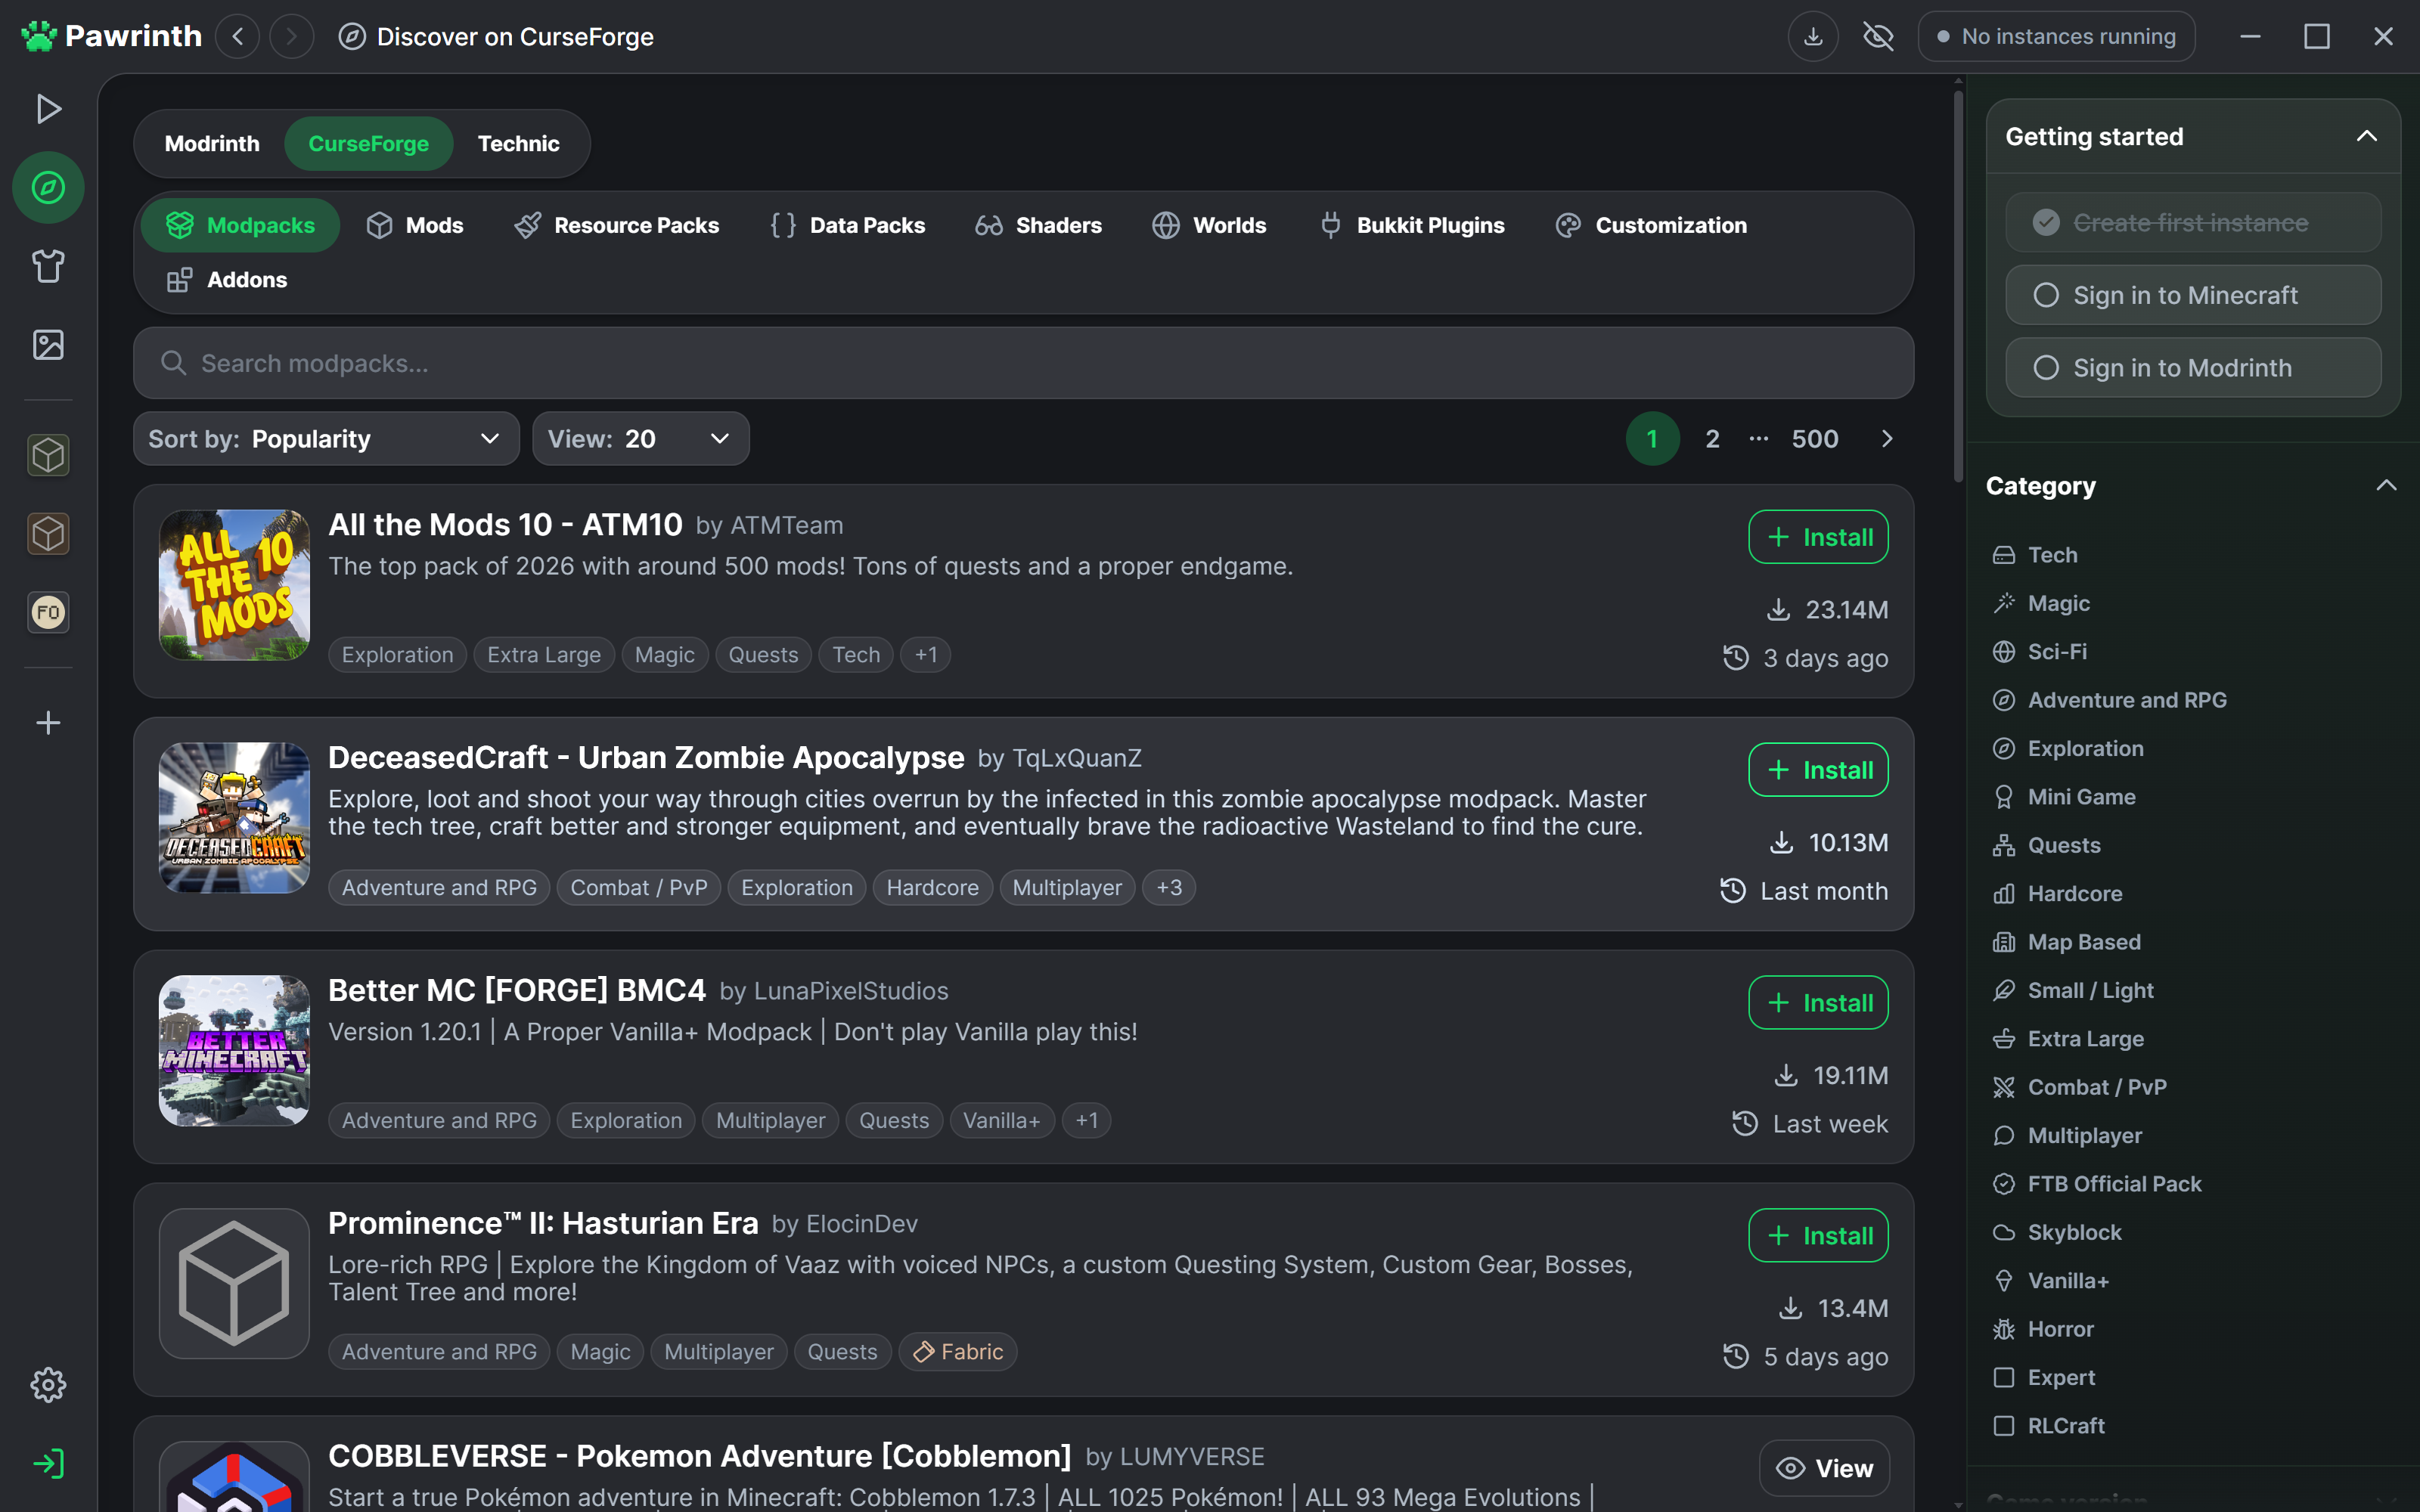 Pawrinth
Discover on CurseForge
No instances running
Modrinth
CurseForge
Technic
Modpacks
Mods
Resource Packs
Data Packs
Shaders
Worlds
Bukkit Plugins
Customization
Addons
Search modpacks...
Sort by: Popularity
View: 20
1
2
...
500
FO
ALL THE MODS 10
All the Mods 10 - ATM10 by ATMTeam
The top pack of 2026 with around 500 mods! Tons of quests and a proper endgame.
Exploration
Extra Large
Magic
Quests
Tech
+1
Install
23.14M
3 days ago
DECEASEDCRAFT
URBAN ZOMBIE APOCALYPSE
DeceasedCraft - Urban Zombie Apocalypse by TqLxQuanZ
Explore, loot and shoot your way through cities overrun by the infected in this zombie apocalypse modpack. Master
the tech tree, craft better and stronger equipment, and eventually brave the radioactive Wasteland to find the cure.
Adventure and RPG
Combat / PvP
Exploration
Hardcore
Multiplayer
+3
Install
10.13M
Last month
BETTER
MINECRAFT
Better MC [FORGE] BMC4 by LunaPixelStudios
Version 1.20.1 | A Proper Vanilla+ Modpack | Don't play Vanilla play this!
Adventure and RPG
Exploration
Multiplayer
Quests
Vanilla+
+1
Install
19.11M
Last week
Prominence™ II: Hasturian Era by ElocinDev
Lore-rich RPG | Explore the Kingdom of Vaaz with voiced NPCs, a custom Questing System, Custom Gear, Bosses,
Talent Tree and more!
Adventure and RPG
Magic
Multiplayer
Quests
Fabric
Install
13.4M
5 days ago
COBBLEVERSE - Pokemon Adventure [Cobblemon] by LUMYVERSE
Start a true Pokémon adventure in Minecraft: Cobblemon 1.7.3 | ALL 1025 Pokémon! | ALL 93 Mega Evolutions |
View
Getting started
Create first instance
Sign in to Minecraft
Sign in to Modrinth
Category
Tech
Magic
Sci-Fi
Adventure and RPG
Exploration
Mini Game
Quests
Hardcore
Map Based
Small / Light
Extra Large
Combat / PvP
Multiplayer
FTB Official Pack
Skyblock
Vanilla+
Horror
Expert
RLCraft
Game version